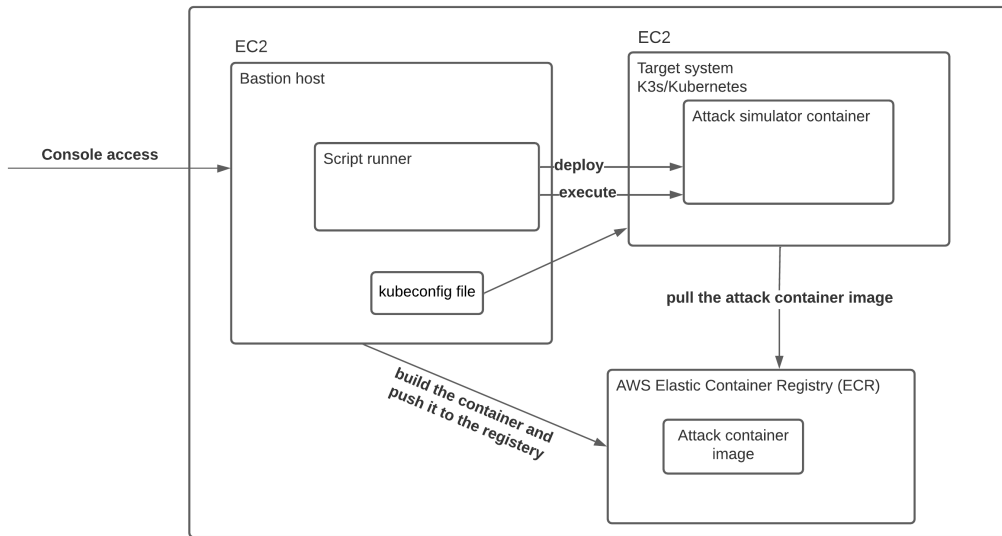 EC2
Bastion host
Console access
Script runner
kubeconfig file
deploy
execute
EC2
Target system
K3s/Kubernetes
Attack simulator container
pull the attack container image
build the container and
push it to the registery
AWS Elastic Container Registry (ECR)
Attack container
image